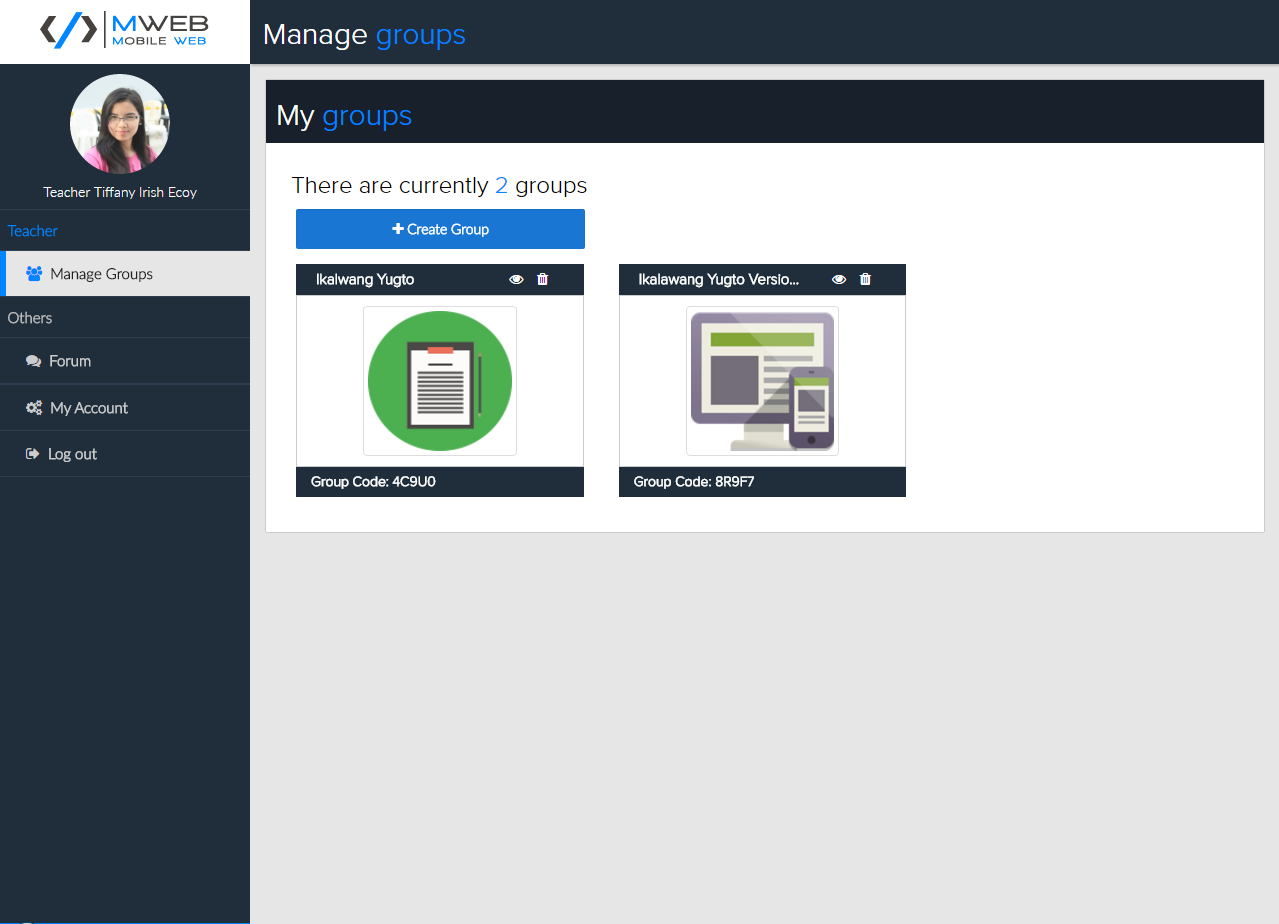 MWEB
MOBILE WEB
Manage groups
Teacher Tiffany Irish Ecoy
Teacher
Manage Groups
Others
Forum
My Account
Log out
My groups
There are currently 2 groups
Create Group
Ikalwang Yugto
Ikalawang Yugto Versio...
Group Code: 4C9U0
Group Code: 8R9F7